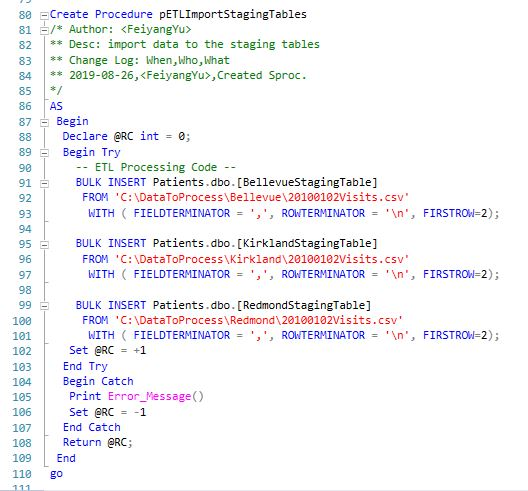 80 Create Procedure pETLImportStagingTables
81 /* Author: <FeiyangYu>
82 ** Desc: import data to the staging tables
83 ** Change Log: When,Who,What
84 ** 2019-08-26,<FeiyangYu>,Created Sproc.
85 */
86 AS
87 Begin
88 Declare @RC int = 0;
89 Begin Try
90 -- ETL Processing Code --
91 BULK INSERT Patients.dbo.[BellevueStagingTable]
92 FROM 'C:\DataToProcess\Bellevue\20100102Visits.csv'
93 WITH ( FIELDTERMINATOR = ',', ROWTERMINATOR = '\n', FIRSTROW=2);
94
95 BULK INSERT Patients.dbo.[KirklandStagingTable]
96 FROM 'C:\DataToProcess\Kirkland\20100102Visits.csv'
97 WITH ( FIELDTERMINATOR = ',', ROWTERMINATOR = '\n', FIRSTROW=2);
98
99 BULK INSERT Patients.dbo.[RedmondStagingTable]
100 FROM 'C:\DataToProcess\Redmond\20100102Visits.csv'
101 WITH ( FIELDTERMINATOR = ',', ROWTERMINATOR = '\n', FIRSTROW=2);
102 Set @RC = +1
103 End Try
104 Begin Catch
105 Print Error_Message()
106 Set @RC = -1
107 End Catch
108 Return @RC;
109 End
110 go